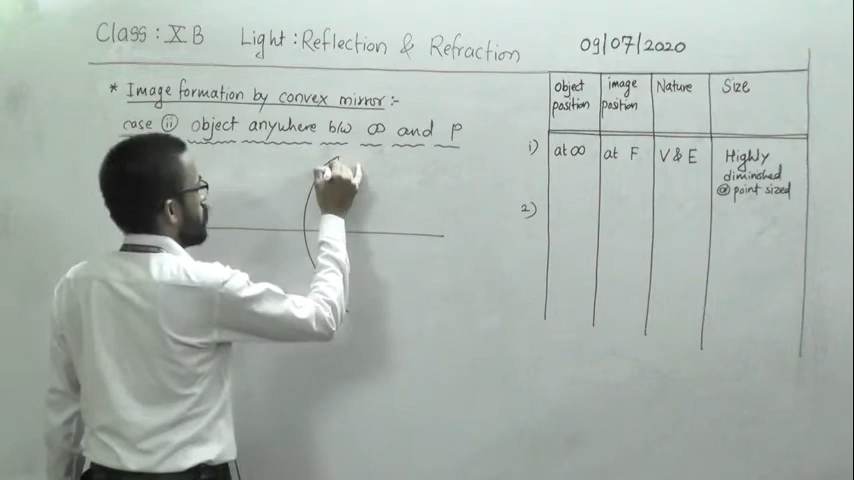 Class : X B Light : Reflection & Refraction 09/07/2020
* Image formation by convex mirror :-
case (ii) object anywhere b/w ∞ and P
object position
image position
Nature
Size
1) at ∞ at F V & E Highly diminished @ point sized
2)